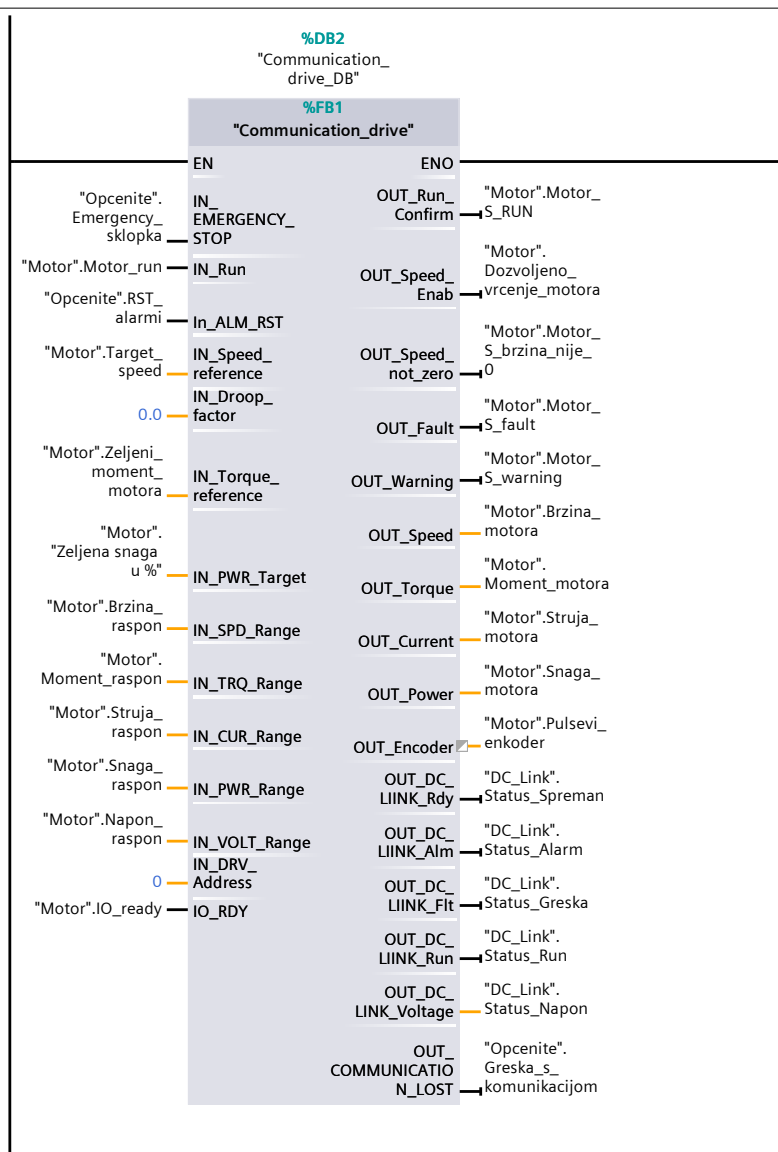 %DB2
"Communication_
drive_DB"
%FB1
"Communication_drive"
EN
ENO
"Opcenite".
Emergency_
sklopka
IN_
EMERGENCY_
STOP
OUT_Run_
Confirm
"Motor".Motor_
S_RUN
"Motor".Motor_run
IN_Run
OUT_Speed_
Enab
"Motor".
Dozvoljeno_
vrcenje_motora
"Opcenite".RST_
alarmi
In_ALM_RST
"Motor".Target_
speed
IN_Speed_
reference
OUT_Speed_
not_zero
"Motor".Motor_
S_brzina_nije_
0
0.0
IN_Droop_
factor
OUT_Fault
"Motor".Motor_
S_fault
"Motor".Zeljeni_
moment_
motora
IN_Torque_
reference
OUT_Warning
"Motor".Motor_
S_warning
"Motor".
"Zeljena snaga
u %"
IN_PWR_Target
OUT_Speed
"Motor".Brzina_
motora
OUT_Torque
"Motor".
Moment_motora
"Motor".Brzina_
raspon
IN_SPD_Range
OUT_Current
"Motor".Struja_
motora
"Motor".
Moment_raspon
IN_TRQ_Range
OUT_Power
"Motor".Snaga_
motora
"Motor".Struja_
raspon
IN_CUR_Range
OUT_Encoder
"Motor".Pulsevi_
enkoder
"Motor".Snaga_
raspon
IN_PWR_Range
OUT_DC_
LIINK_Rdy
"DC_Link".
Status_Spreman
"Motor".Napon_
raspon
IN_VOLT_Range
OUT_DC_
LIINK_Alm
"DC_Link".
Status_Alarm
0
IN_DRV_
Address
OUT_DC_
LIINK_Flt
"DC_Link".
Status_Greska
"Motor".IO_ready
IO_RDY
OUT_DC_
LIINK_Run
"DC_Link".
Status_Run
OUT_DC_
LINK_Voltage
"DC_Link".
Status_Napon
OUT_
COMMUNICATIO
N_LOST
"Opcenite".
Greska_s_
komunikacijom